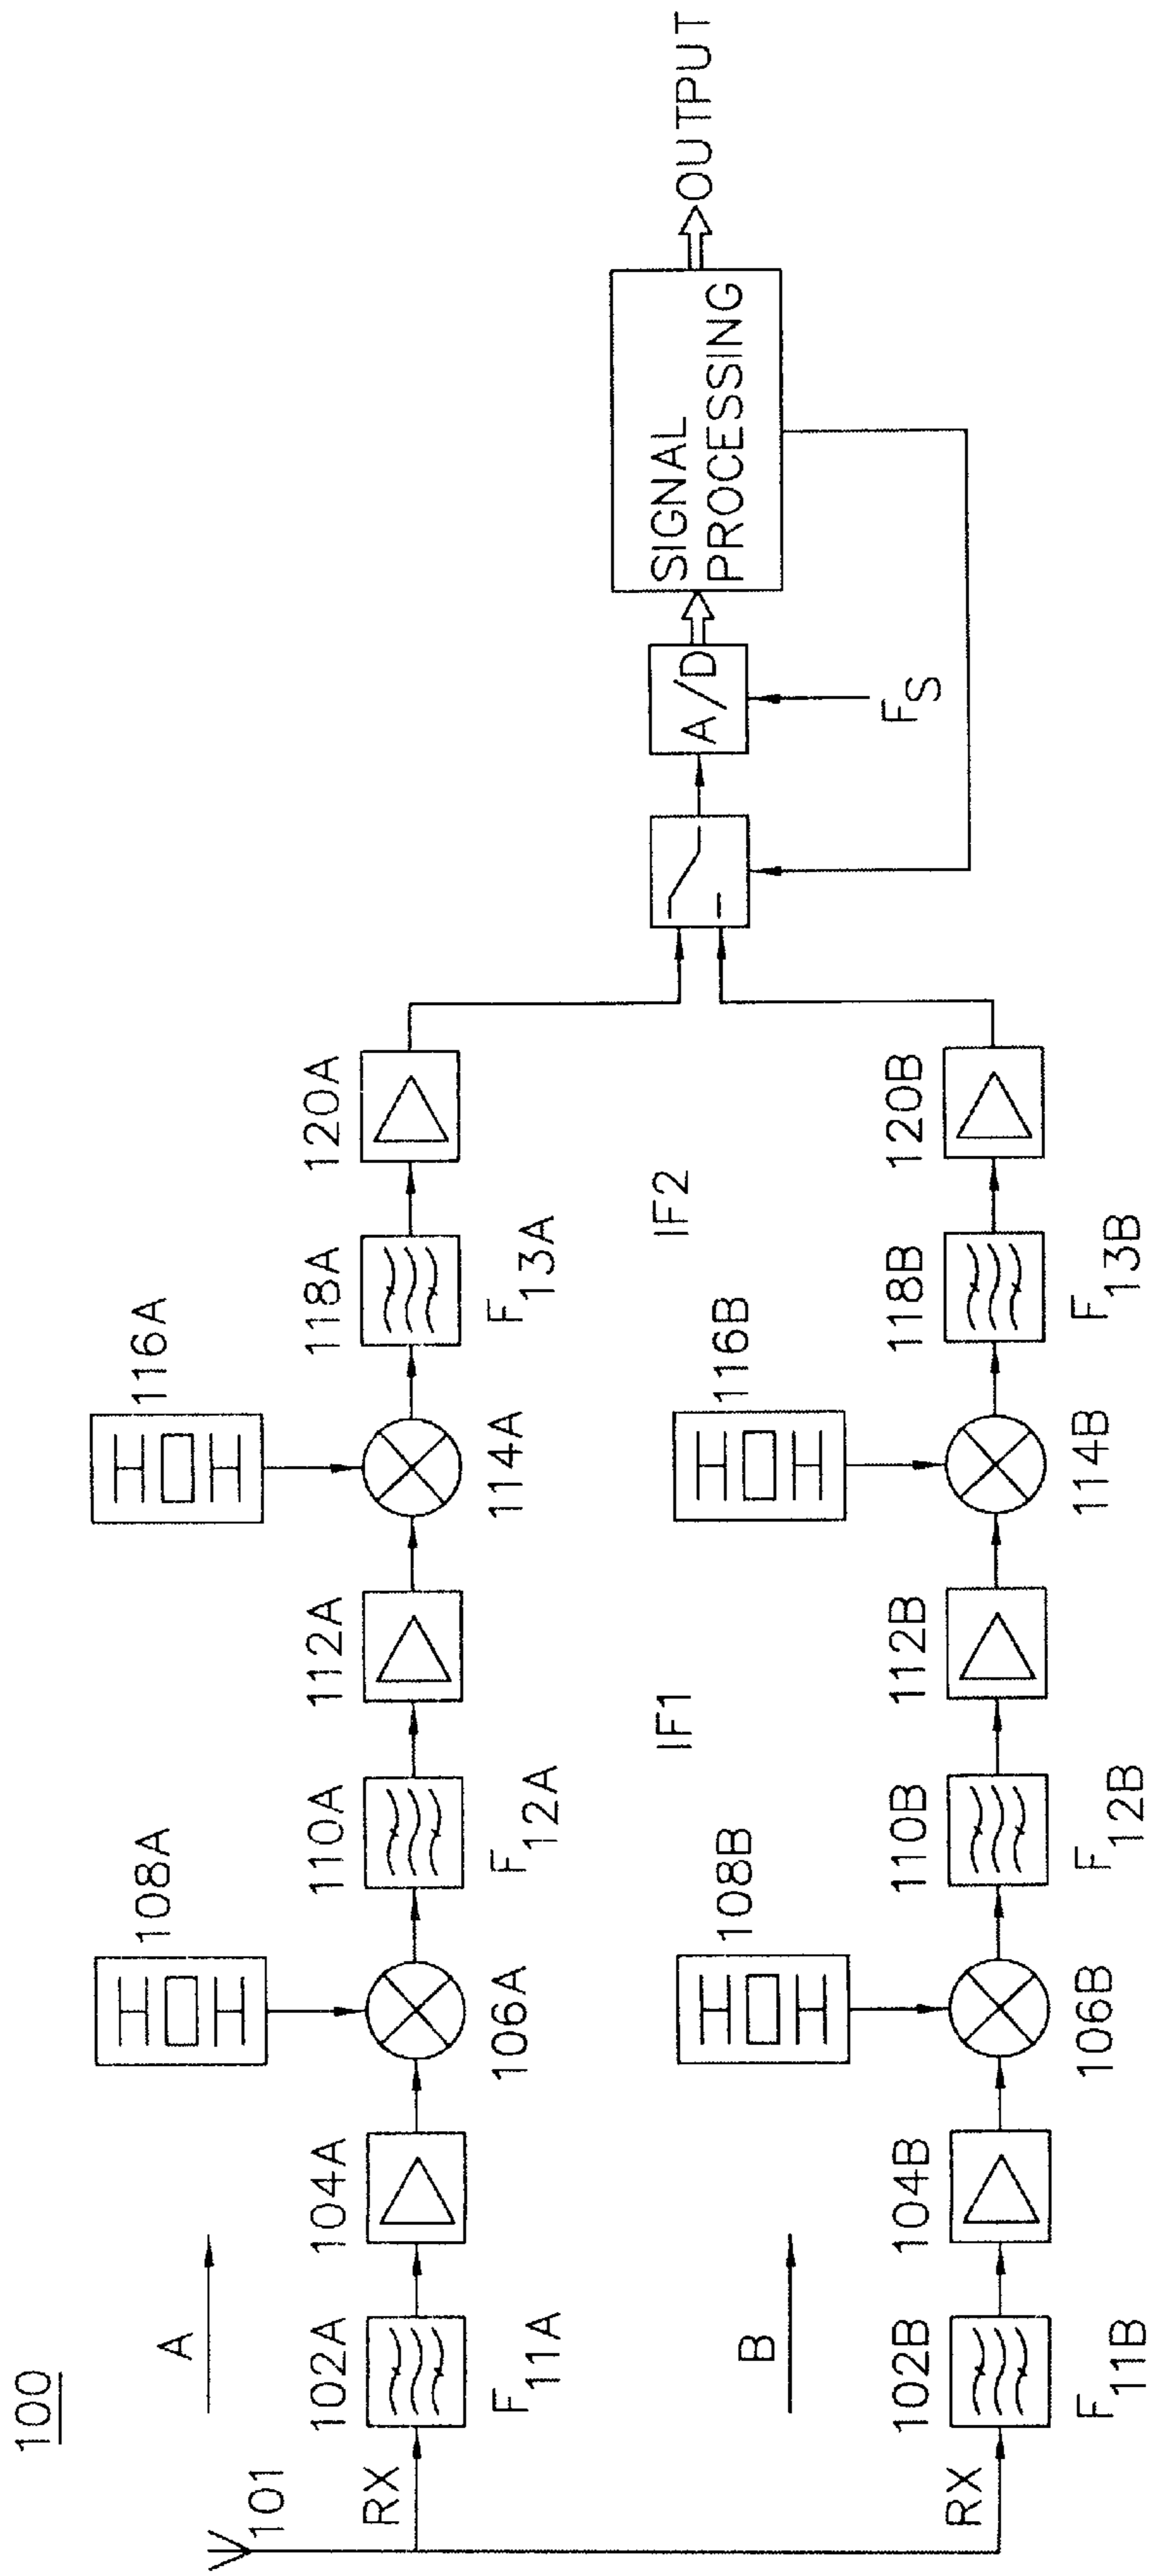 100
101
A
RX
102A
F11A
104A
106A
108A
110A
F12A
112A
114A
116A
118A
F13A
120A
IF1
IF2
B
RX
102B
F11B
104B
106B
108B
110B
F12B
112B
114B
116B
118B
F13B
120B
A/D
FS
SIGNAL
PROCESSING
OUTPUT